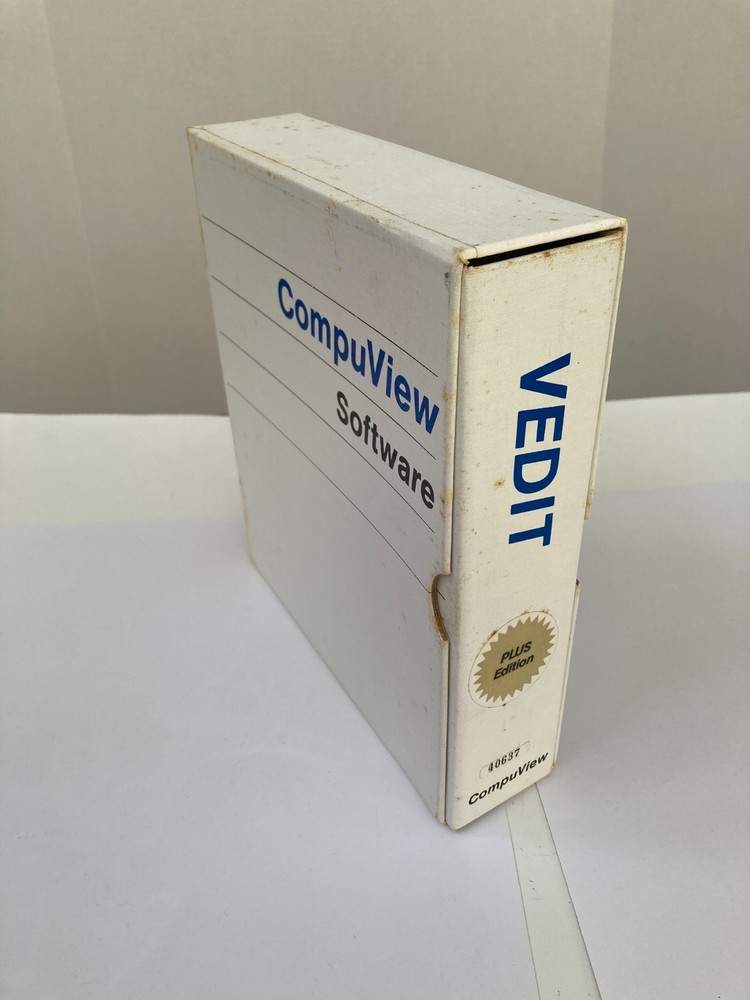 CompuView
Software
VEDIT
PLUS
Edition
40637
CompuView